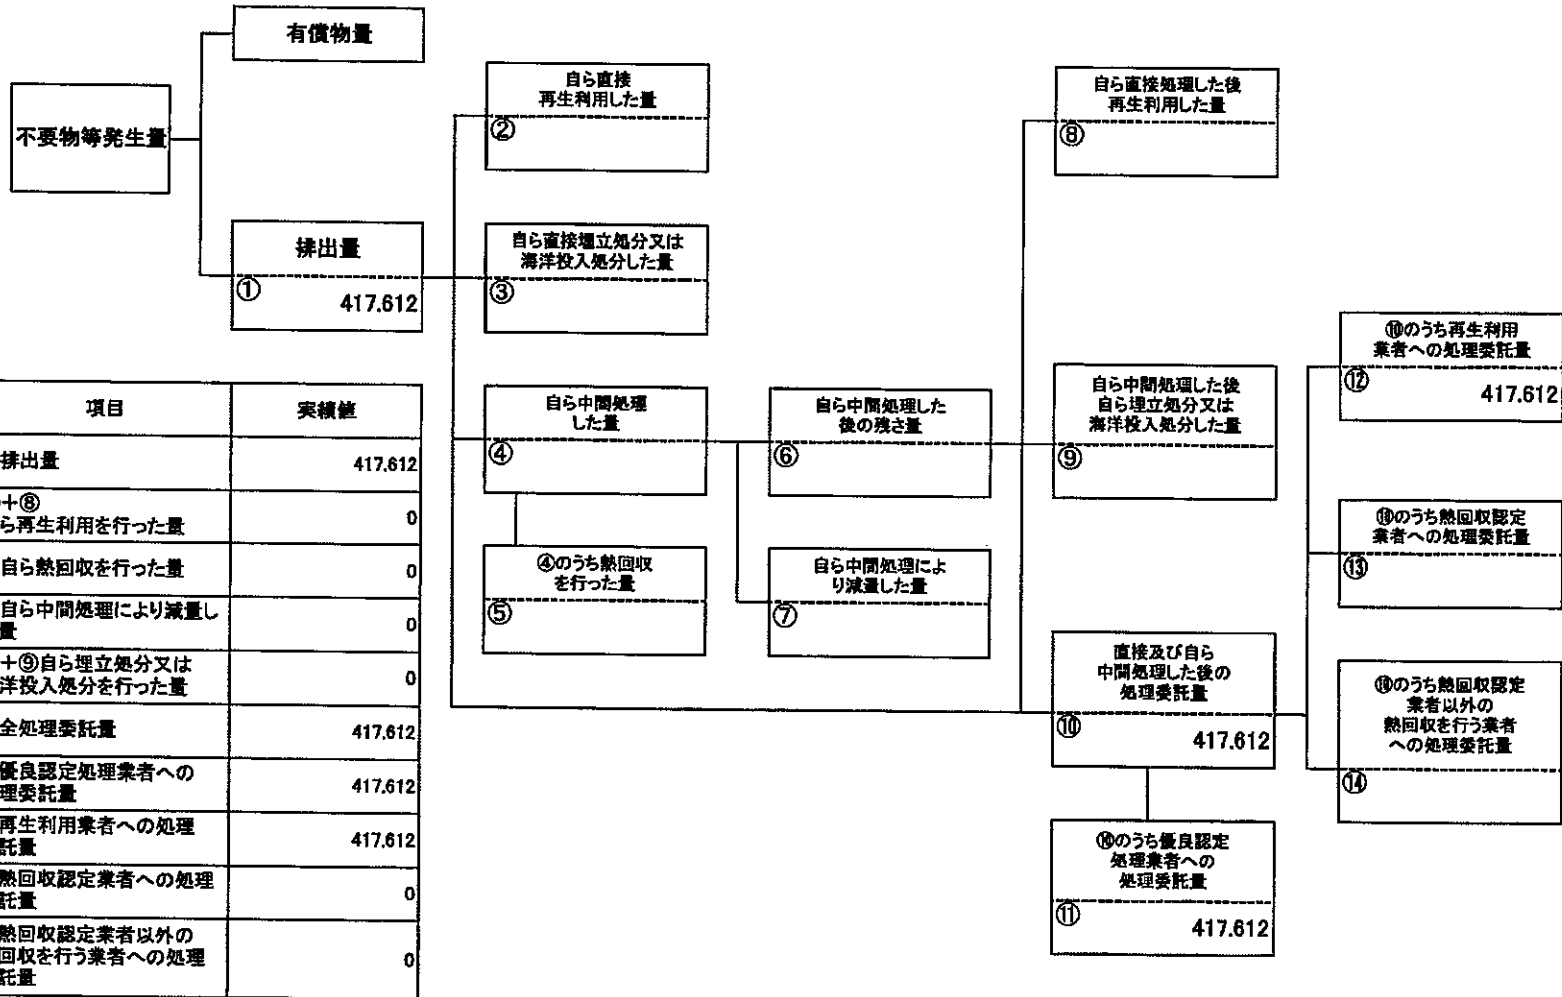 有償物量
不要物等発生量
排出量
①
417.612
自ら直接
再生利用した量
②
自ら直接埋立処分又は
海洋投入処分した量
③
自ら中間処理
した量
④
④のうち熱回収
を行った量
⑤
自ら中間処理した
後の残さ量
⑥
自ら中間処理によ
り減量した量
⑦
自ら直接処理した後
再生利用した量
⑧
自ら中間処理した後
自ら埋立処分又は
海洋投入処分した量
⑨
直接及び自ら
中間処理した後の
処理委託量
⑩
417.612
⑩のうち優良認定
処理業者への
処理委託量
⑪
417.612
⑩のうち再生利用
業者への処理委託量
⑫
417.612
⑩のうち熱回収認定
業者への処理委託量
⑬
⑩のうち熱回収認定
業者以外の
熱回収を行う業者
への処理委託量
⑭
項目 実績値
排出量 417.612
+⑧
ら再生利用を行った量 0
自ら熱回収を行った量 0
自ら中間処理により減量し
量 0
+⑨自ら埋立処分又は
洋投入処分を行った量 0
全処理委託量 417.612
優良認定処理業者への
理委託量 417.612
再生利用業者への処理
託量 417.612
熱回収認定業者への処理
託量 0
熱回収認定業者以外の
回収を行う業者への処理
託量 0